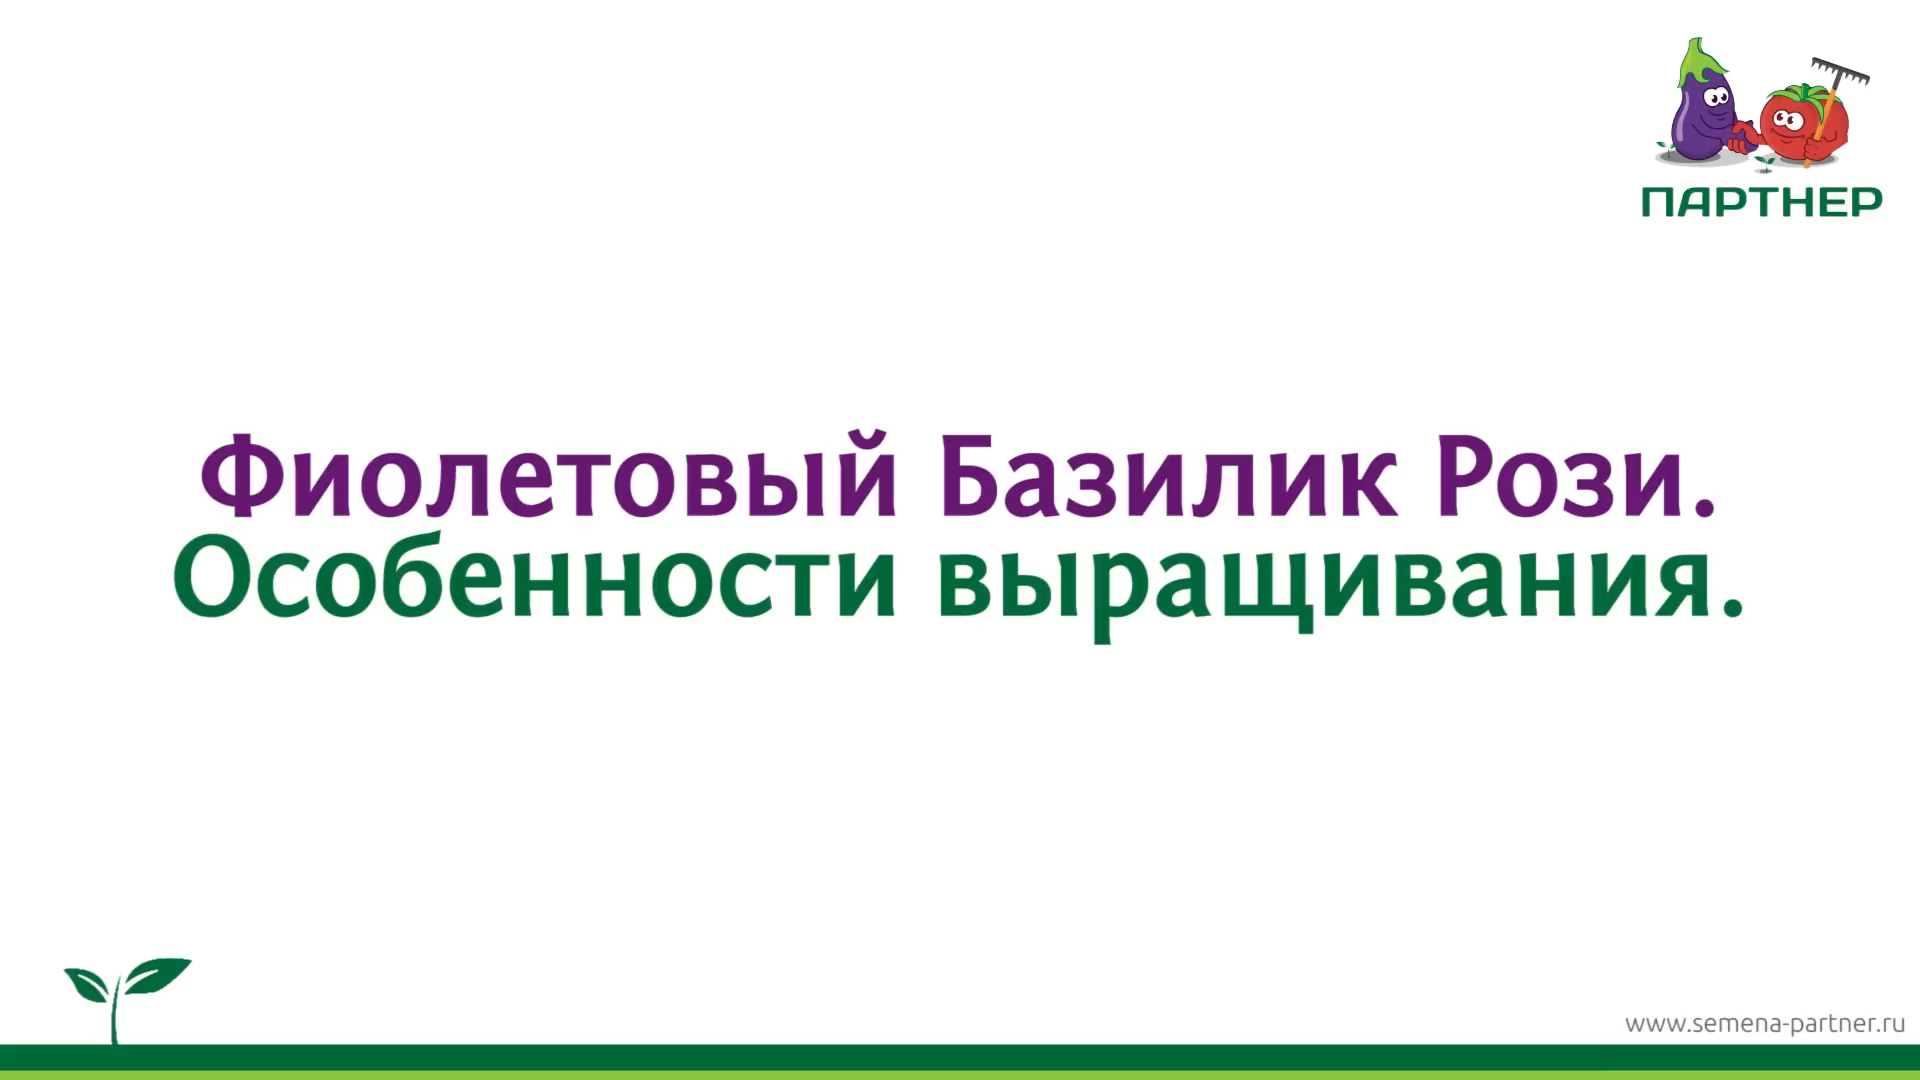 ПАРТНЕР
Фиолетовый Базилик Рози.
Особенности выращивания.
www.semena-partner.ru